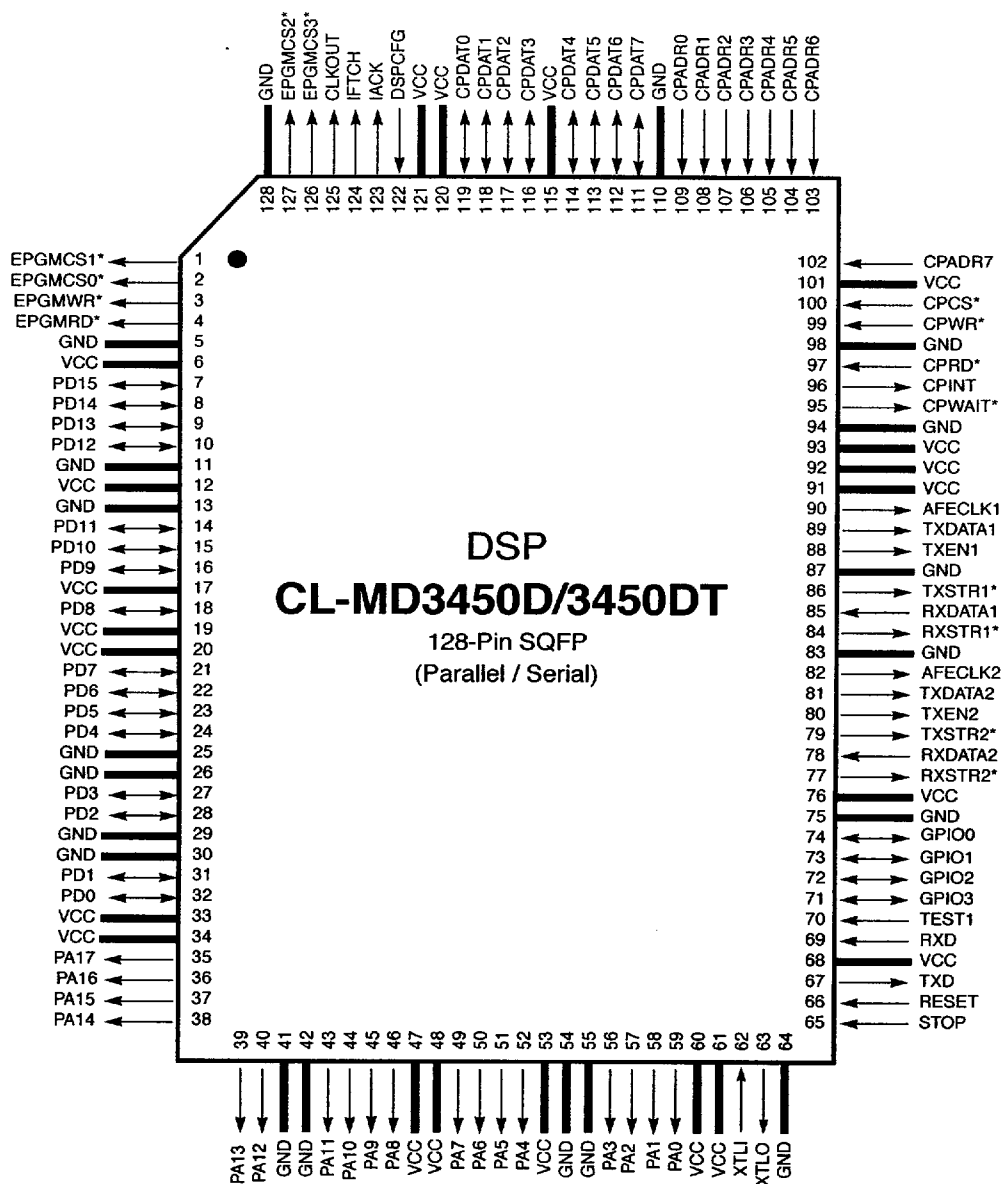 GND EPGMCS2* EPGMCS3* CLKOUT IFTCH IACK DSPCFG VCC VCC CPDAT0 CPDAT1 CPDAT2 CPDAT3 VCC CPDAT4 CPDAT5 CPDAT6 CPDAT7 GND CPADR0 CPADR1 CPADR2 CPADR3 CPADR4 CPADR5 CPADR6
128 127 126 125 124 123 122 121 120 119 118 117 116 115 114 113 112 111 110 109 108 107 106 105 104 103
EPGMCS1* 1
EPGMCS0* 2
EPGMWR* 3
EPGMRD* 4
GND 5
VCC 6
PD15 7
PD14 8
PD13 9
PD12 10
GND 11
VCC 12
GND 13
PD11 14
PD10 15
PD9 16
VCC 17
PD8 18
VCC 19
VCC 20
PD7 21
PD6 22
PD5 23
PD4 24
GND 25
GND 26
PD3 27
PD2 28
GND 29
GND 30
PD1 31
PD0 32
VCC 33
VCC 34
PA17 35
PA16 36
PA15 37
PA14 38
DSP
CL-MD3450D/3450DT
128-Pin SQFP
(Parallel / Serial)
102 CPADR7
101 VCC
100 CPCS*
99 CPWR*
98 GND
97 CPRD*
96 CPINT
95 CPWAIT*
94 GND
93 VCC
92 VCC
91 VCC
90 AFECLK1
89 TXDATA1
88 TXEN1
87 GND
86 TXSTR1*
85 RXDATA1
84 RXSTR1*
83 GND
82 AFECLK2
81 TXDATA2
80 TXEN2
79 TXSTR2*
78 RXDATA2
77 RXSTR2*
76 VCC
75 GND
74 GPIO0
73 GPIO1
72 GPIO2
71 GPIO3
70 TEST1
69 RXD
68 VCC
67 TXD
66 RESET
65 STOP
39 40 41 42 43 44 45 46 47 48 49 50 51 52 53 54 55 56 57 58 59 60 61 62 63 64
PA13 PA12 GND GND PA11 PA10 PA9 PA8 VCC VCC PA7 PA6 PA5 PA4 VCC GND GND PA3 PA2 PA1 PA0 VCC VCC XTLI XTLO GND